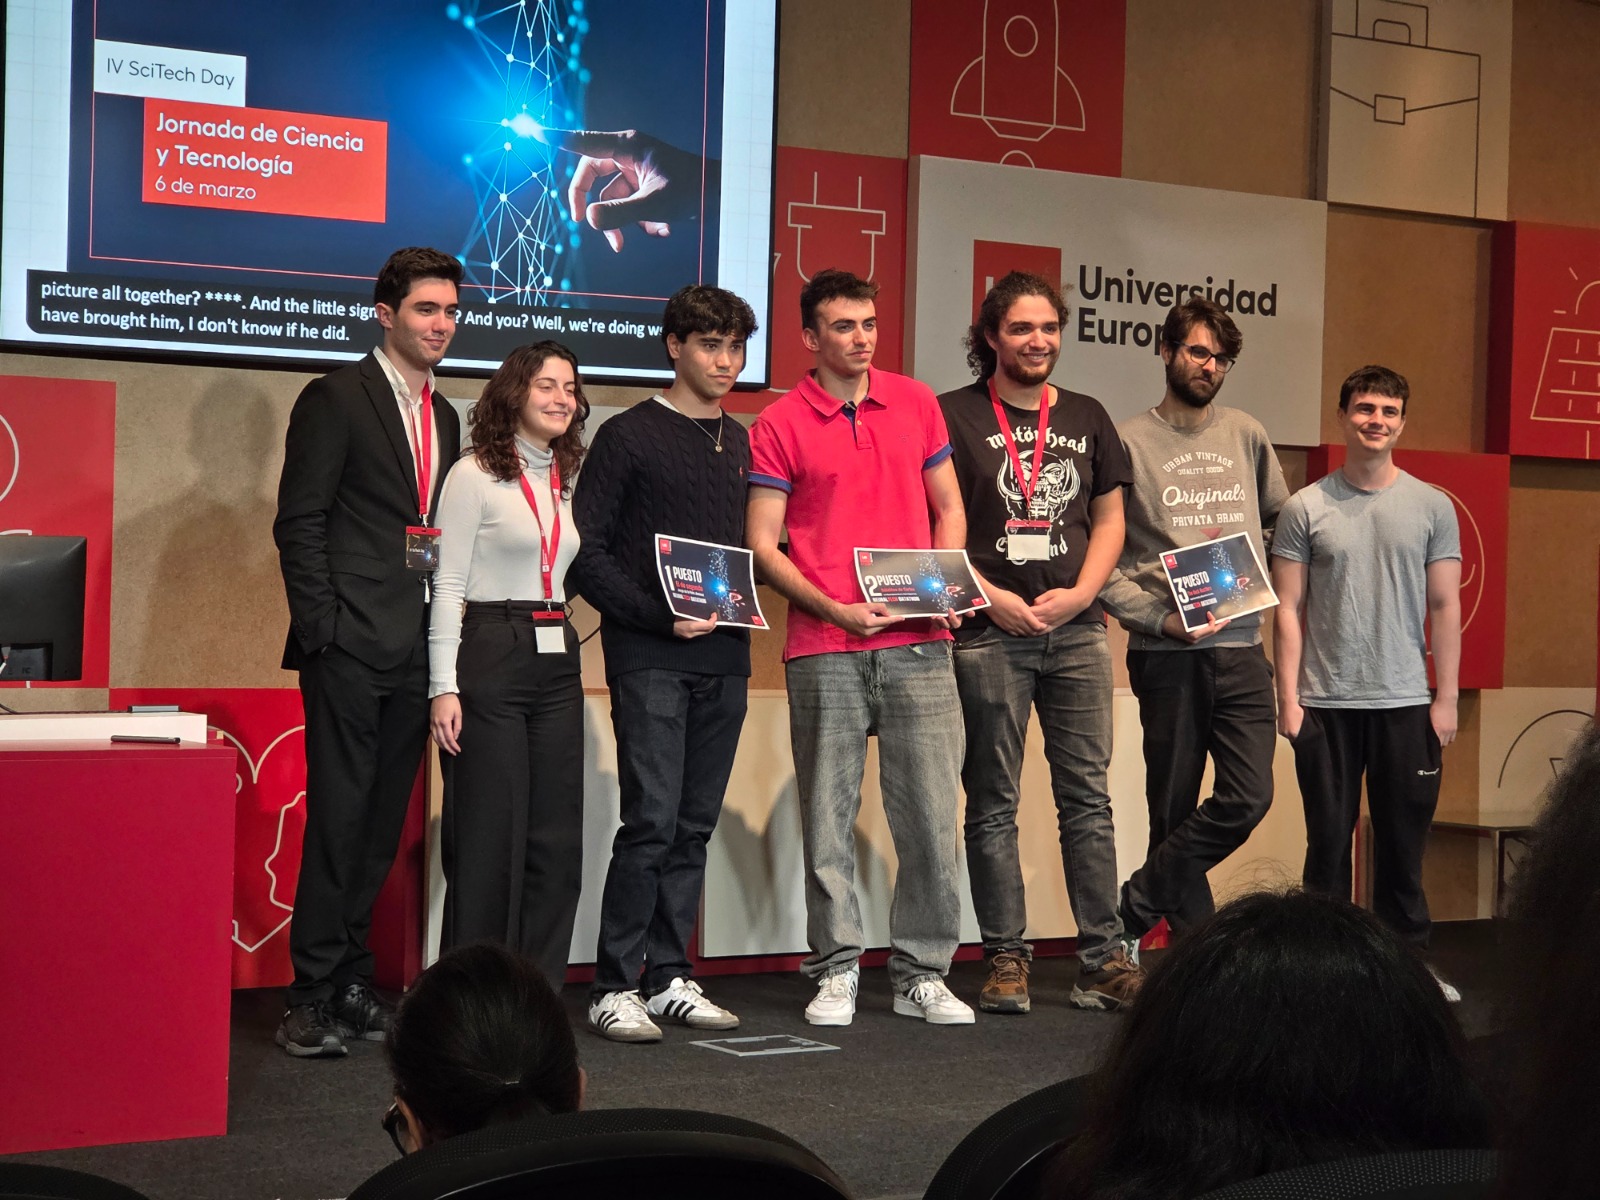 IV SciTech Day
Jornada de Ciencia
y Tecnología
6 de marzo
picture all together? ****. And the little sign
? And you? Well, we're doing w
have brought him, I don't know if he did.
Universidad
Europ
Motörhead
England
URBAN VINTAGE
QUALITY GOODS
Originals
PRIVATA BRAND
1 PUESTO
2 PUESTO
3 PUESTO